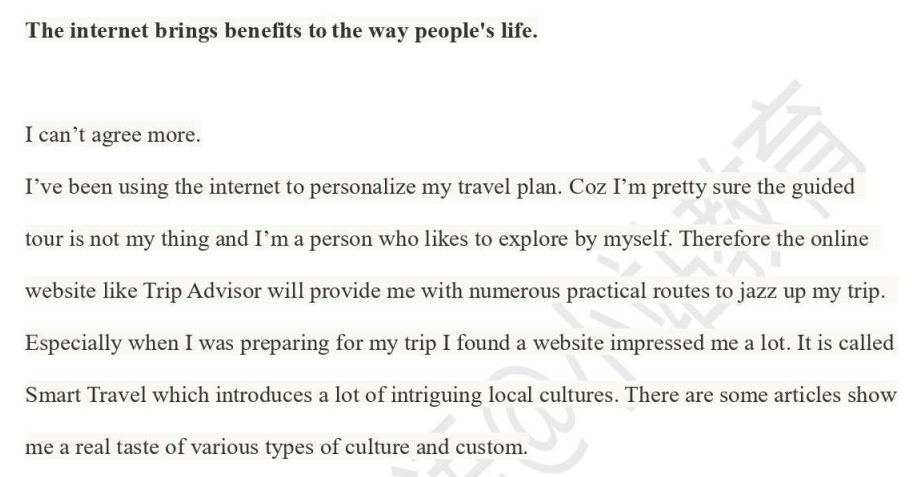 The internet brings benefits to the way people's life.
I can’t agree more.
I’ve been using the internet to personalize my travel plan. Coz I’m pretty sure the guided
tour is not my thing and I’m a person who likes to explore by myself. Therefore the online
website like Trip Advisor will provide me with numerous practical routes to jazz up my trip.
Especially when I was preparing for my trip I found a website impressed me a lot. It is called
Smart Travel which introduces a lot of intriguing local cultures. There are some articles show
me a real taste of various types of culture and custom.